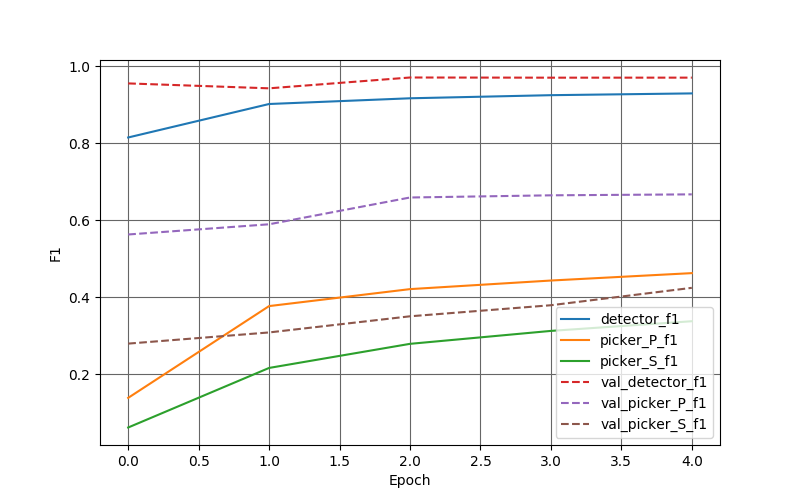 1.0
0.8
0.6
0.4
0.2
F1
0.0 0.5 1.0 1.5 2.0 2.5 3.0 3.5 4.0
Epoch
detector_f1
picker_P_f1
picker_S_f1
val_detector_f1
val_picker_P_f1
val_picker_S_f1